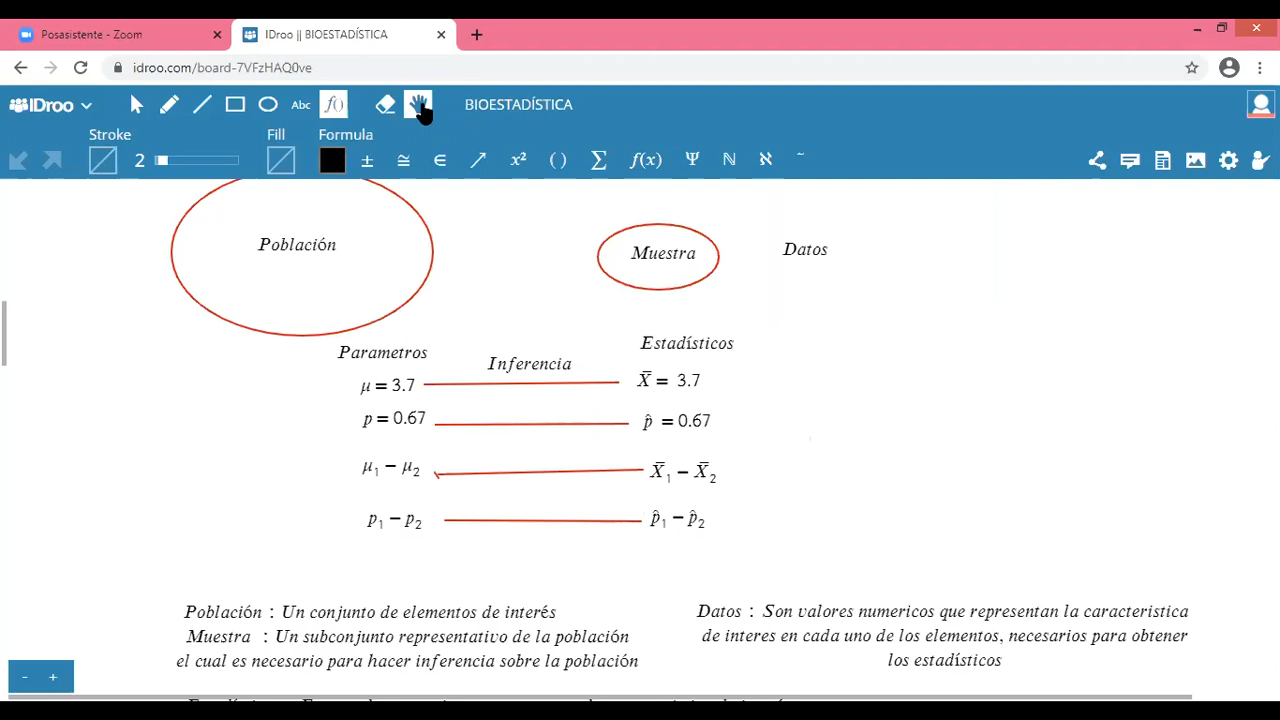 Posasistente - Zoom
IDroo || BIOESTADÍSTICA
idroo.com/board-7VFzHAQ0ve
IDroo
Abc
f()
BIOESTADÍSTICA
Stroke
2
Fill
Formula
± ≅ ∈ x² ( ) ∑ f(x) Ψ ℕ ℵ ˜
Población
Muestra
Datos
Parametros
Inferencia
Estadísticos
μ = 3.7
X̅ = 3.7
p = 0.67
p̂ = 0.67
μ₁ − μ₂
X̅₁ − X̅₂
p₁ − p₂
p̂₁ − p̂₂
Población : Un conjunto de elementos de interés
Muestra : Un subconjunto representativo de la población
el cual es necesario para hacer inferencia sobre la población
Datos : Son valores numericos que representan la caracteristica
de interes en cada uno de los elementos, necesarios para obtener
los estadísticos
- +